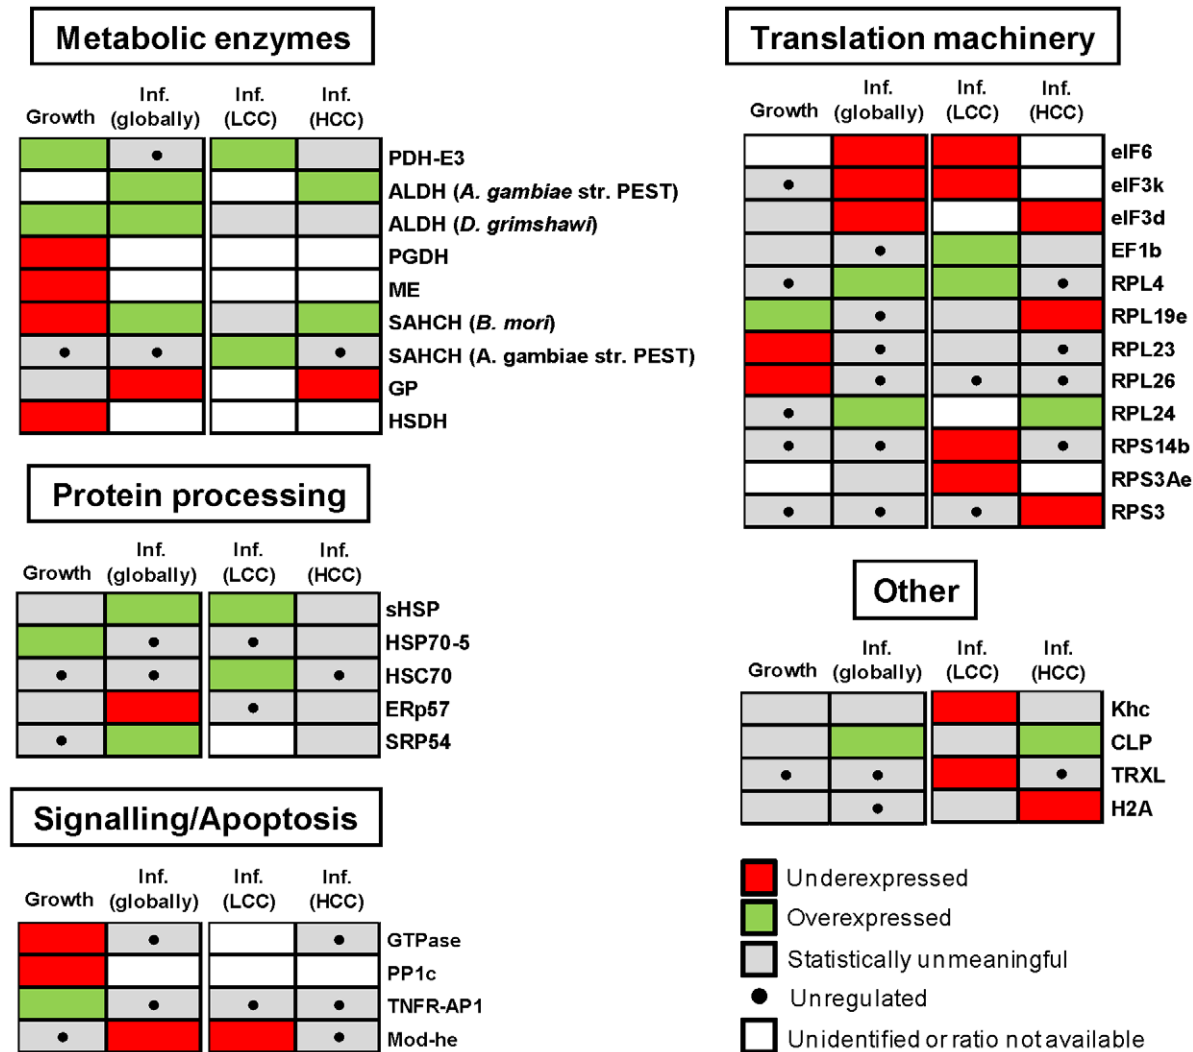 Metabolic enzymes
Growth
Inf.
(globally)
Inf.
(LCC)
Inf.
(HCC)
PDH-E3
ALDH (A. gambiae str. PEST)
ALDH (D. grimshawi)
PGDH
ME
SAHCH (B. mori)
SAHCH (A. gambiae str. PEST)
GP
HSDH
Protein processing
Growth
Inf.
(globally)
Inf.
(LCC)
Inf.
(HCC)
sHSP
HSP70-5
HSC70
ERp57
SRP54
Signalling/Apoptosis
Growth
Inf.
(globally)
Inf.
(LCC)
Inf.
(HCC)
GTPase
PP1c
TNFR-AP1
Mod-he
Translation machinery
Growth
Inf.
(globally)
Inf.
(LCC)
Inf.
(HCC)
eIF6
eIF3k
eIF3d
EF1b
RPL4
RPL19e
RPL23
RPL26
RPL24
RPS14b
RPS3Ae
RPS3
Other
Growth
Inf.
(globally)
Inf.
(LCC)
Inf.
(HCC)
Khc
CLP
TRXL
H2A
Underexpressed
Overexpressed
Statistically unmeaningful
Unregulated
Unidentified or ratio not available